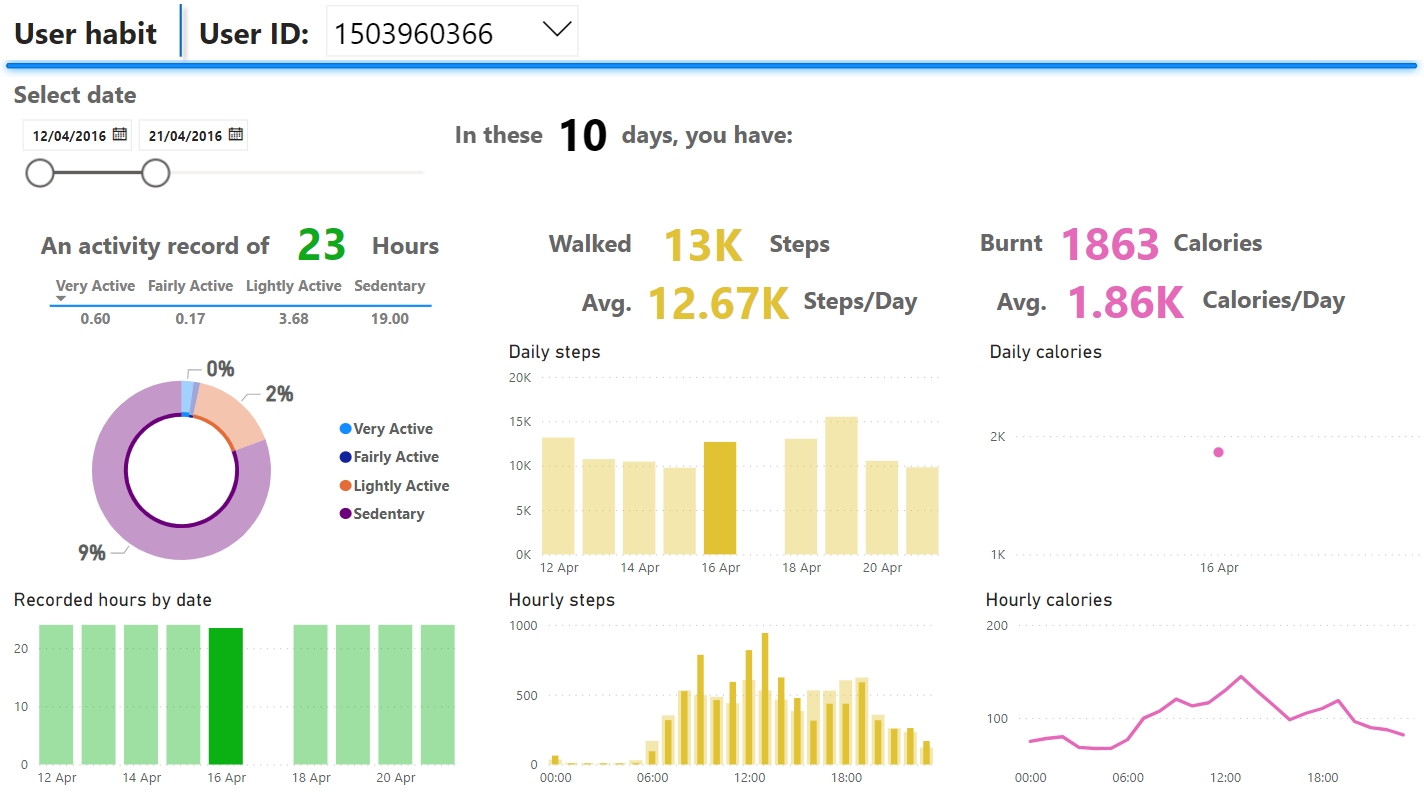 User habit User ID: 1503960366
Select date
12/04/2016 21/04/2016
In these 10 days, you have:
An activity record of 23 Hours
Very Active Fairly Active Lightly Active Sedentary
0.60 0.17 3.68 19.00
Walked 13K Steps
Avg. 12.67K Steps/Day
Burnt 1863 Calories
Avg. 1.86K Calories/Day
0%
2%
9%
Very Active
Fairly Active
Lightly Active
Sedentary
Daily steps
20K
15K
10K
5K
0K
12 Apr 14 Apr 16 Apr 18 Apr 20 Apr
Daily calories
2K
1K
16 Apr
Recorded hours by date
20
10
0
12 Apr 14 Apr 16 Apr 18 Apr 20 Apr
Hourly steps
1000
500
0
00:00 06:00 12:00 18:00
Hourly calories
200
100
00:00 06:00 12:00 18:00